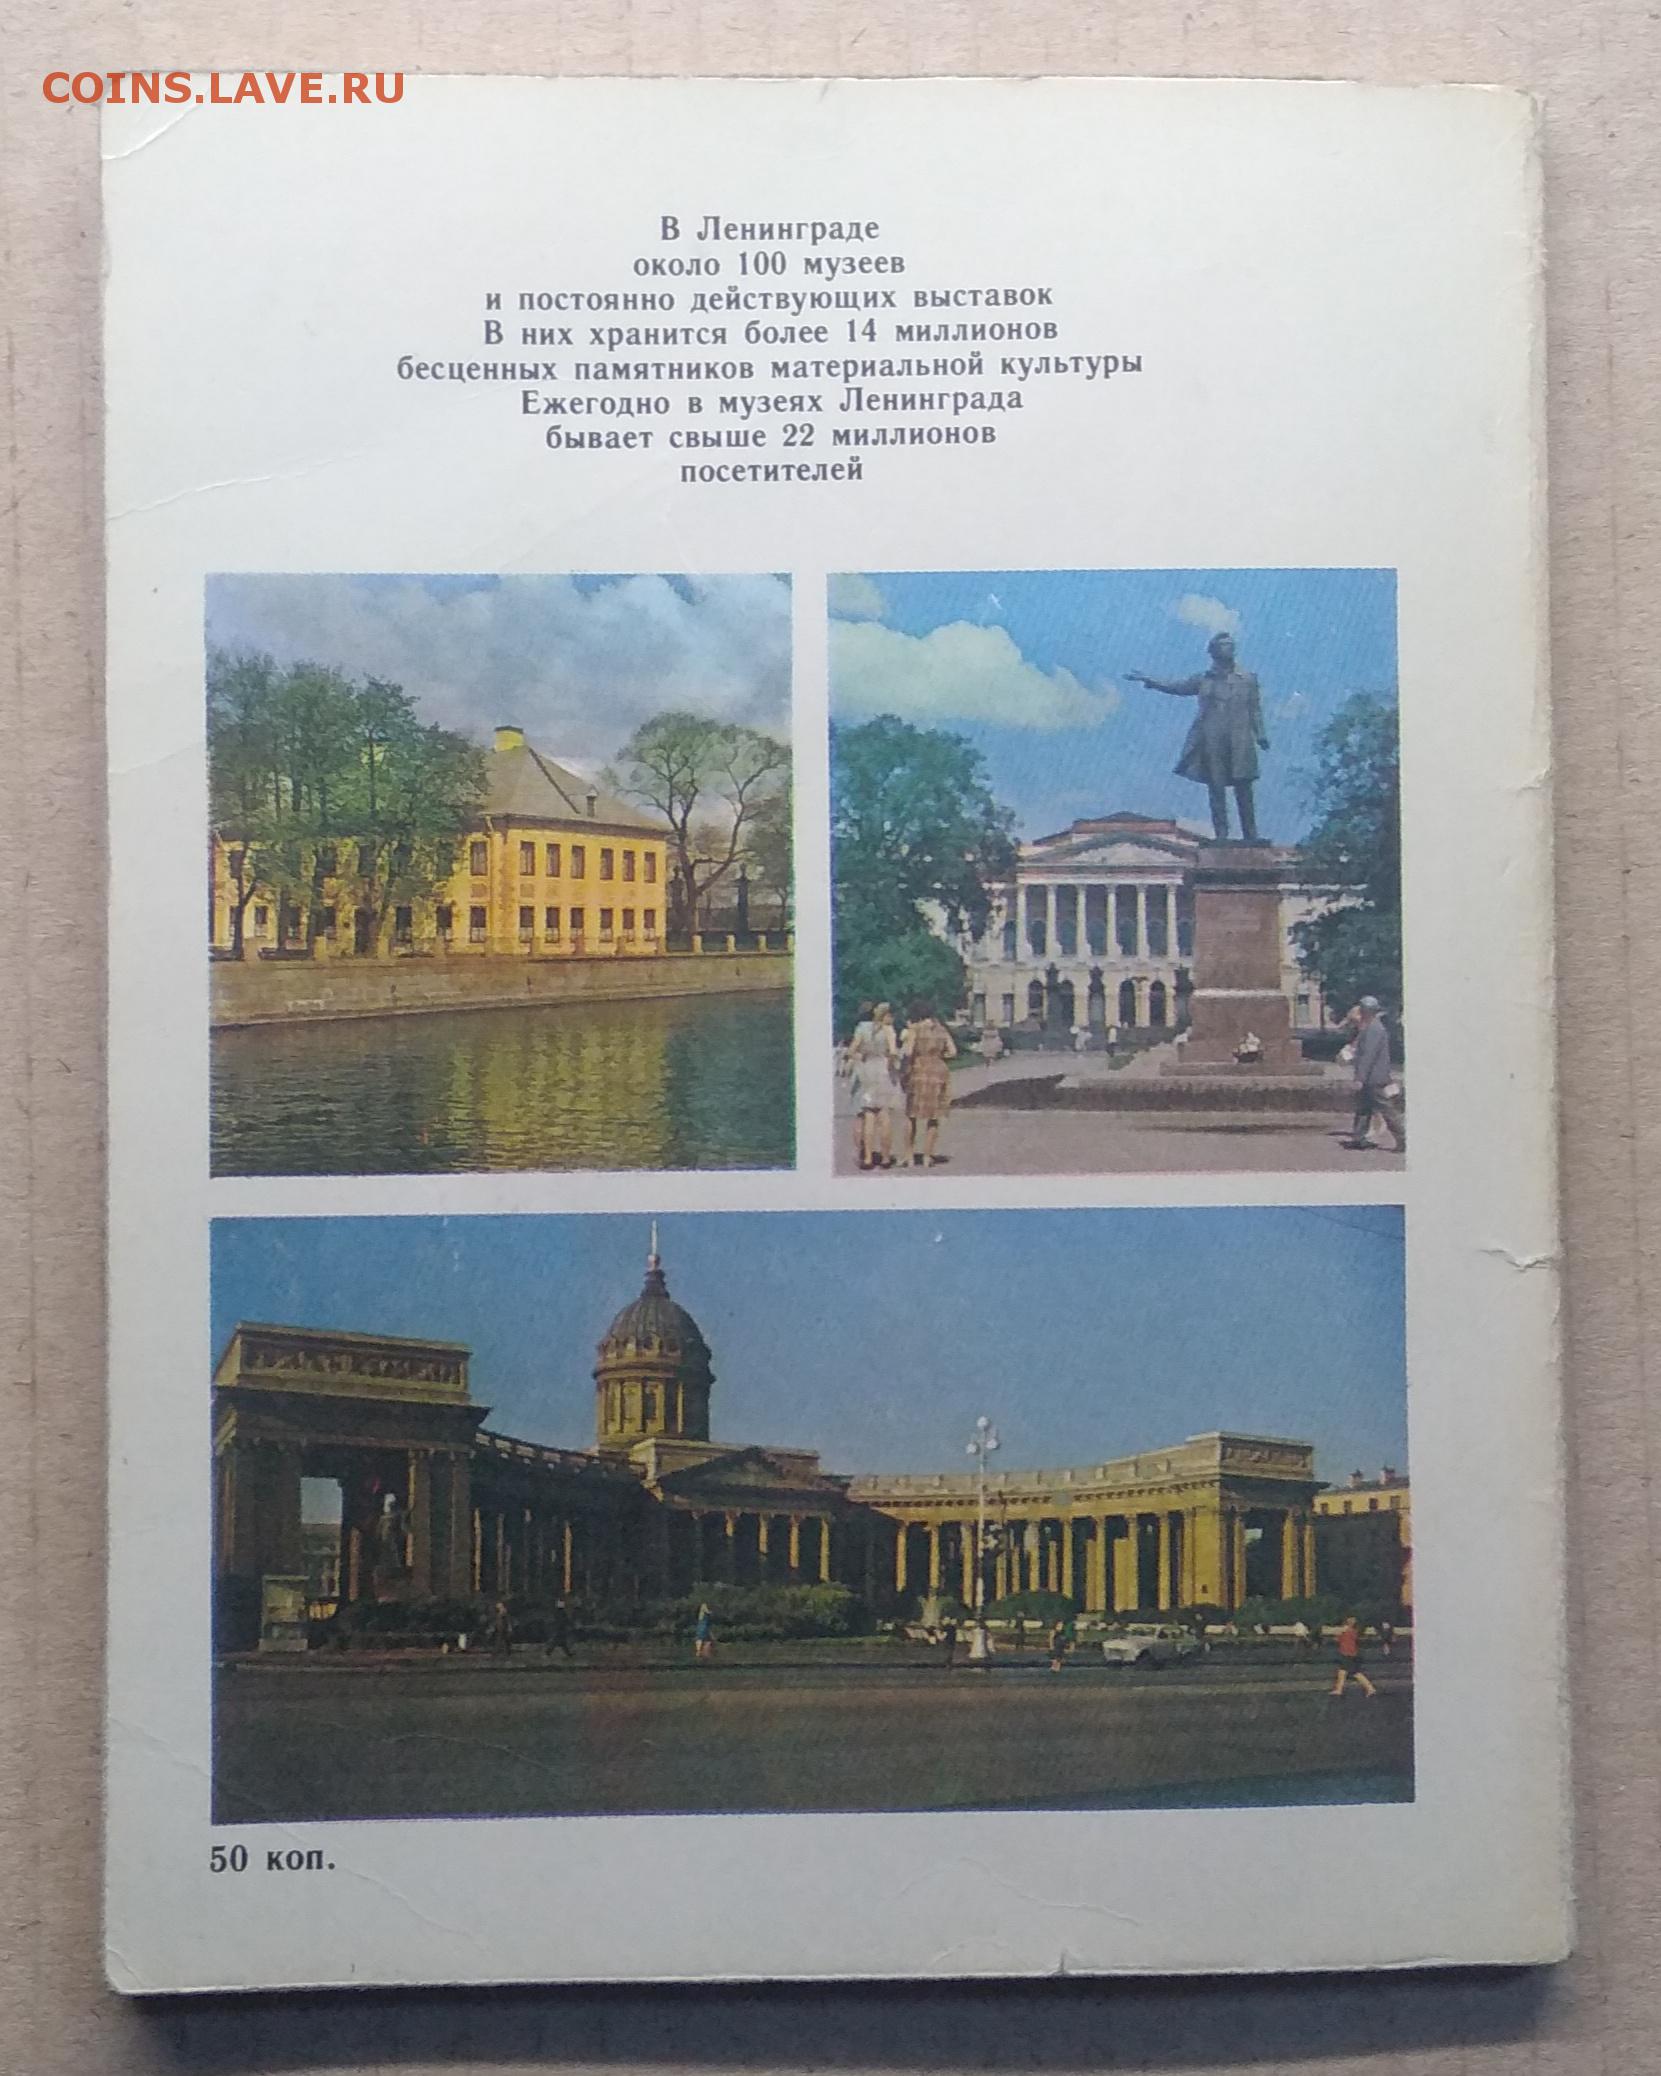 COINS.LAVE.RU
В Ленинграде
около 100 музеев
и постоянно действующих выставок
В них хранится более 14 миллионов
бесценных памятников материальной культуры
Ежегодно в музеях Ленинграда
бывает свыше 22 миллионов
посетителей
50 коп.